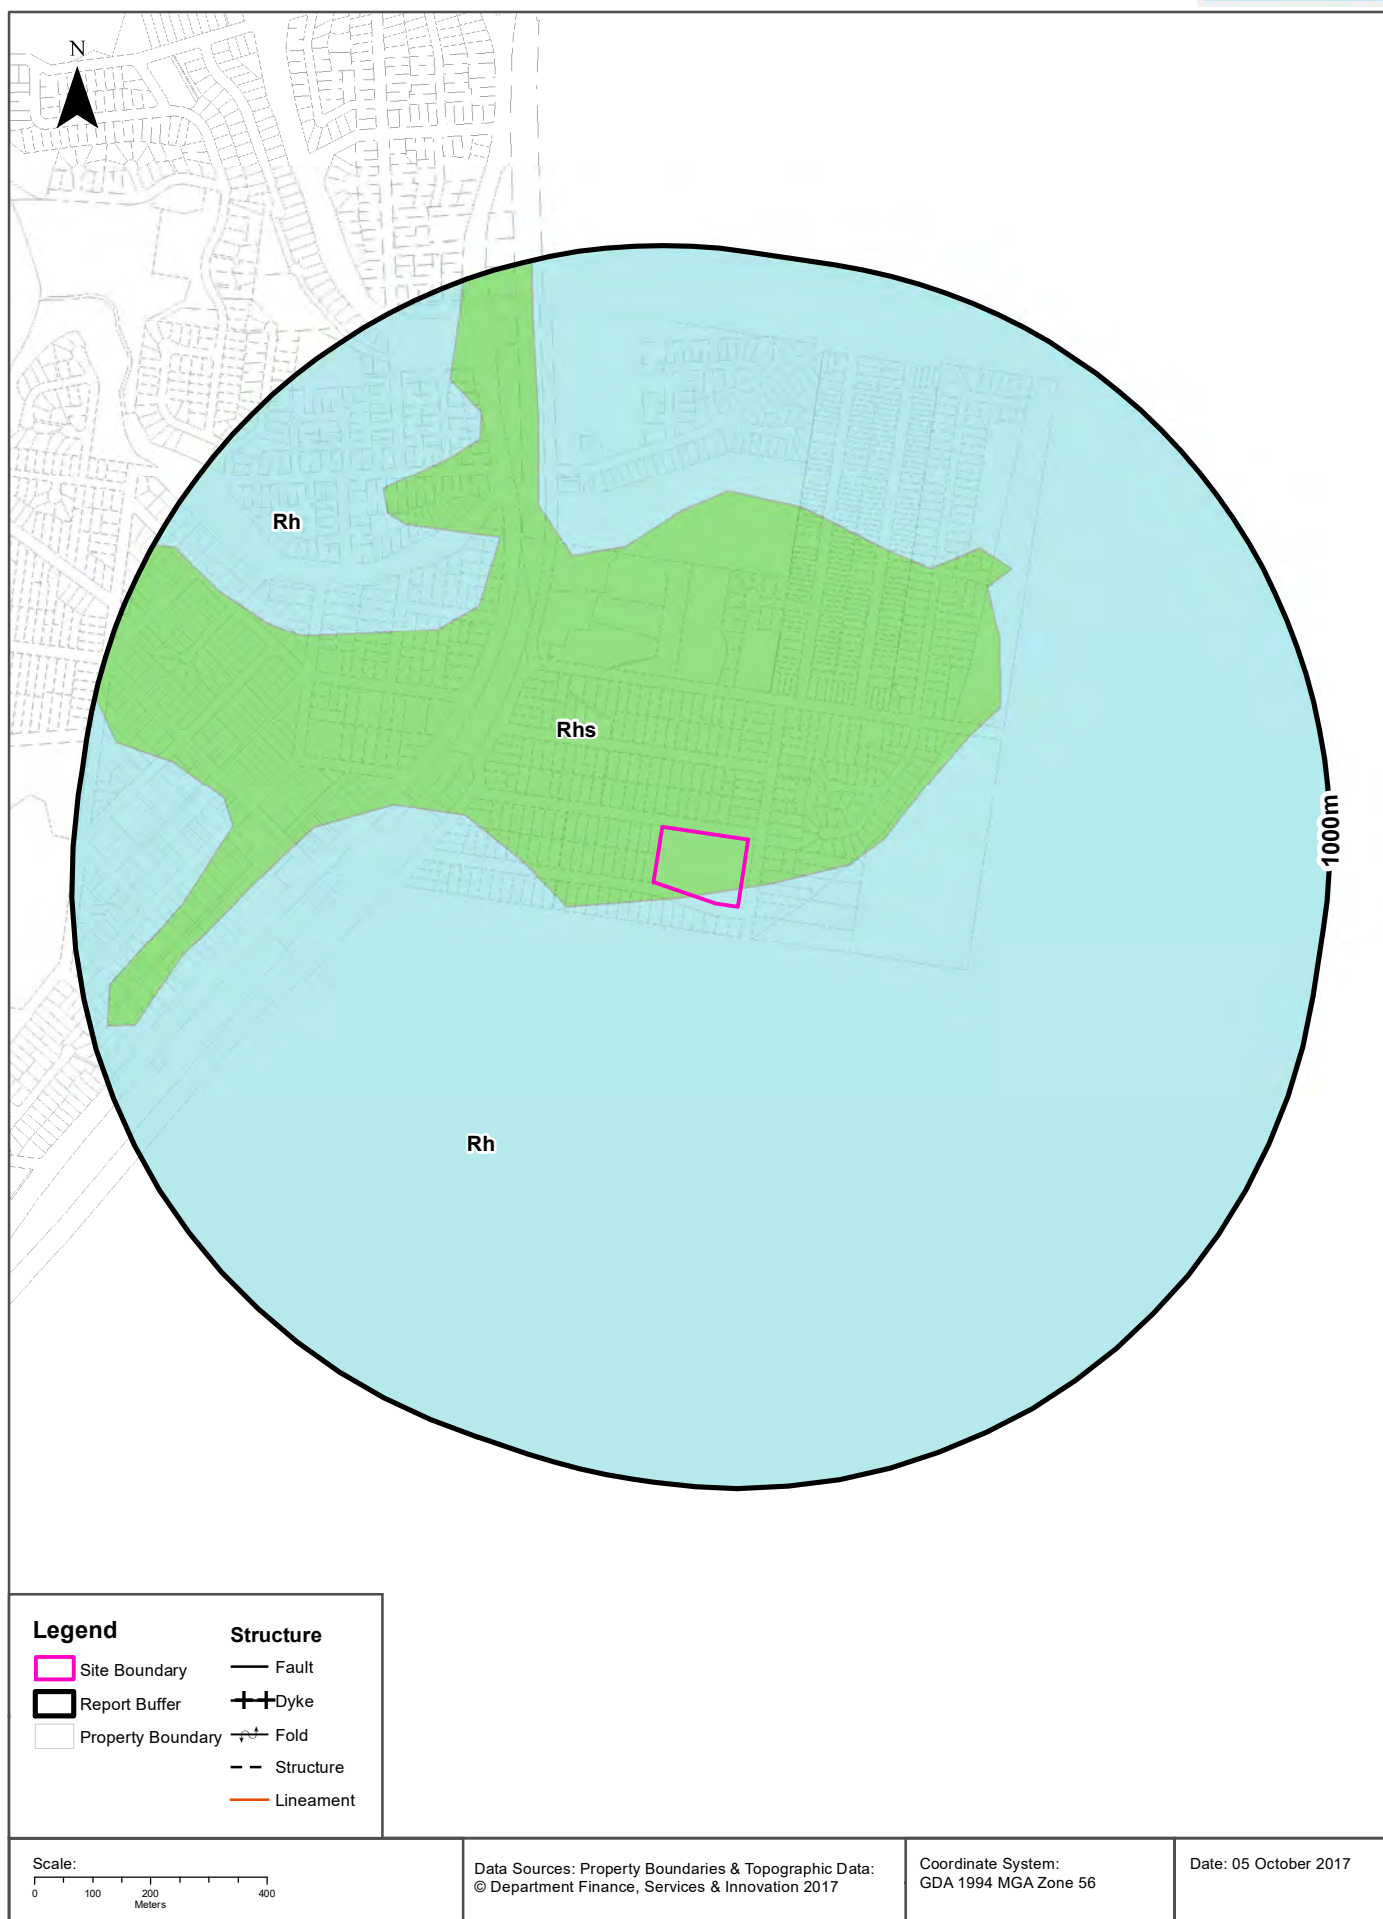 N
Rh
Rhs
1000m
Rh
Legend
Site Boundary
Report Buffer
Property Boundary
Structure
Fault
Dyke
Fold
Structure
Lineament
Scale:
0 100 200 400
Meters
Data Sources: Property Boundaries & Topographic Data:
© Department Finance, Services & Innovation 2017
Coordinate System:
GDA 1994 MGA Zone 56
Date: 05 October 2017